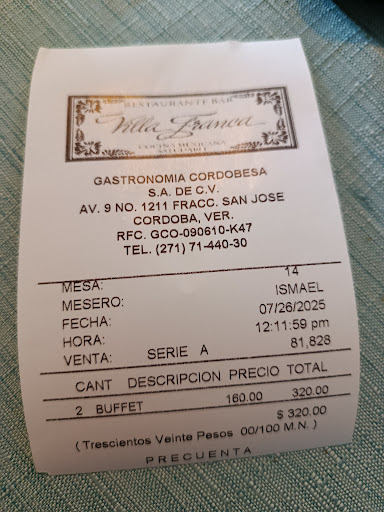 RESTAURANTE BAR
Villa Franca
COCINA MEXICANA
SALUDABLE
GASTRONOMIA CORDOBESA
S.A. DE C.V.
AV. 9 NO. 1211 FRACC. SAN JOSE
CORDOBA, VER.
RFC. GCO-090610-K47
TEL. (271) 71-440-30
MESA: 14
MESERO: ISMAEL
FECHA: 07/26/2025
HORA: 12:11:59 pm
VENTA: SERIE A 81,828
CANT DESCRIPCION PRECIO TOTAL
2 BUFFET 160.00 320.00
$ 320.00
( Trescientos Veinte Pesos 00/100 M.N. )
PRECUENTA